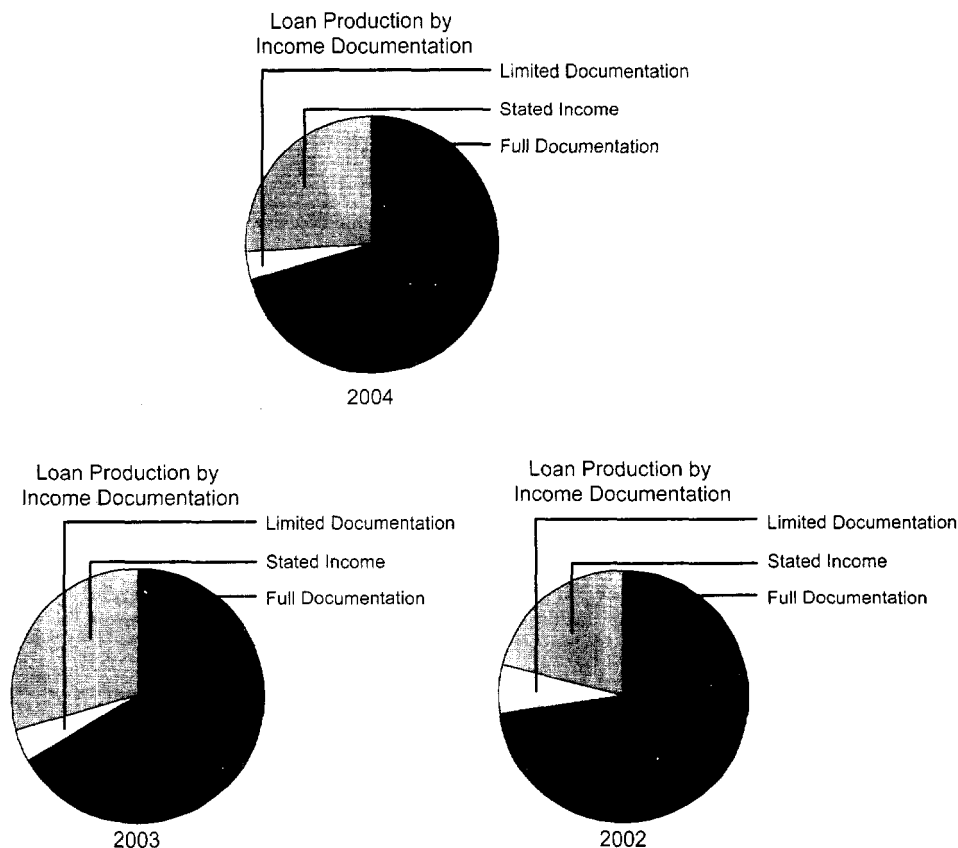 Loan Production by
Income Documentation
Limited Documentation
Stated Income
Full Documentation
2004
Loan Production by
Income Documentation
Limited Documentation
Stated Income
Full Documentation
2003
Loan Production by
Income Documentation
Limited Documentation
Stated Income
Full Documentation
2002